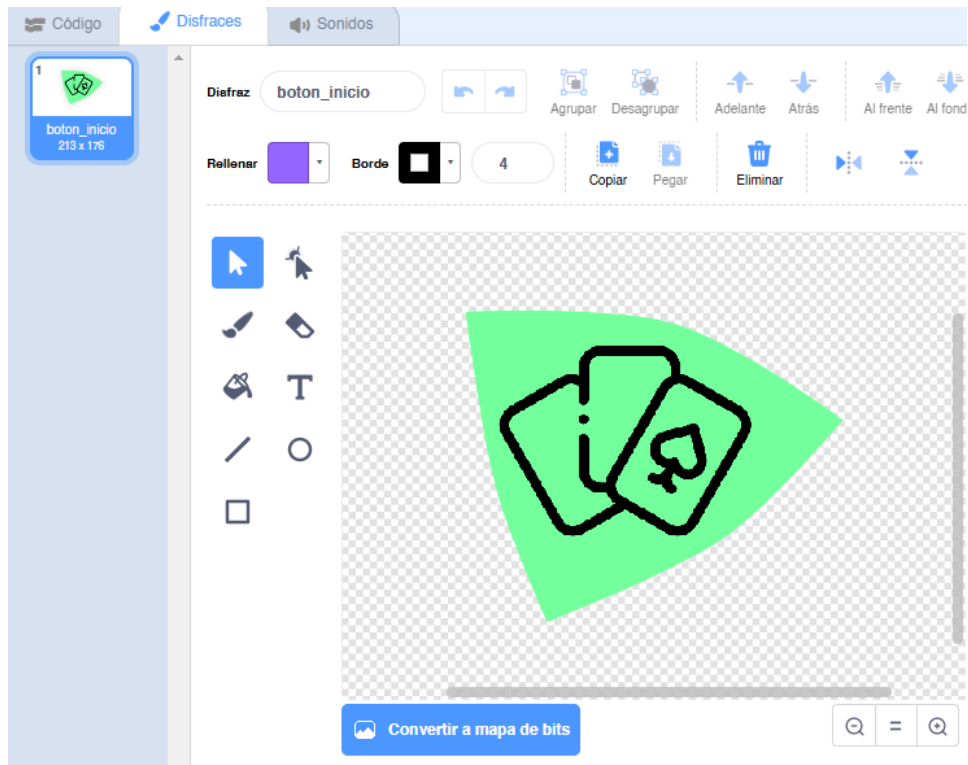 Código
Disfraces
Sonidos
1
boton_inicio
213 x 176
Disfraz
boton_inicio
Agrupar
Desagrupar
Adelante
Atrás
Al frente
Al fond
Rellenar
Borde
4
Copiar
Pegar
Eliminar
T
Convertir a mapa de bits